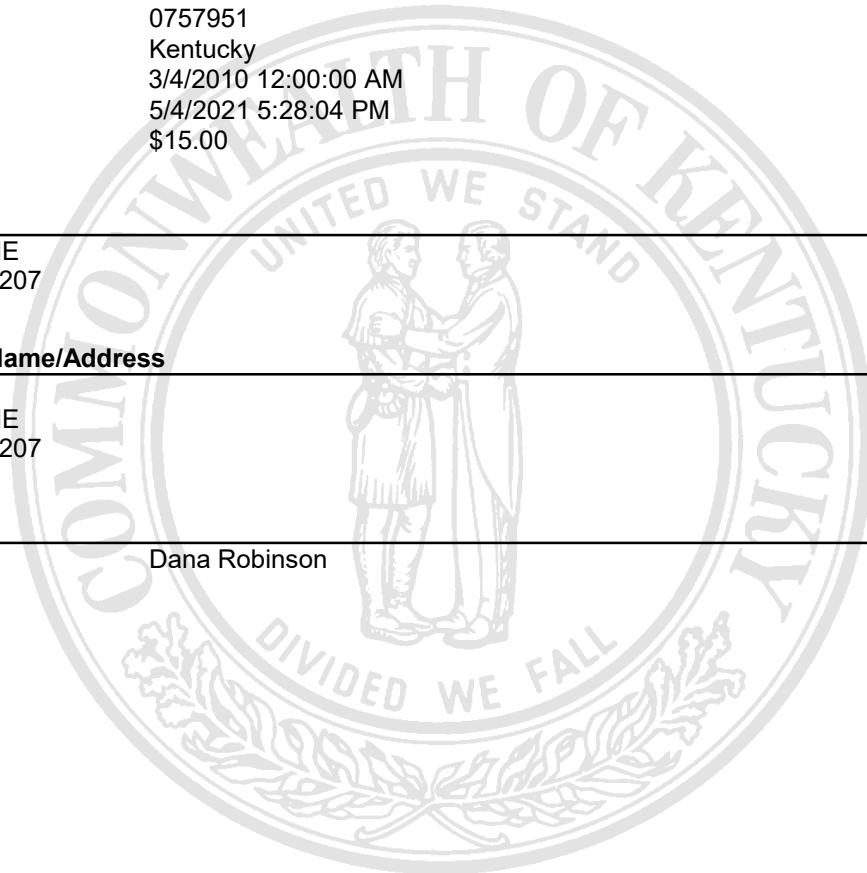 0757951
Kentucky
3/4/2010 12:00:00 AM
5/4/2021 5:28:04 PM
$15.00
COMMONWEALTH OF KENTUCKY
UNITED WE STAND
207
ame/Address
207
Dana Robinson
DIVIDED WE FALL